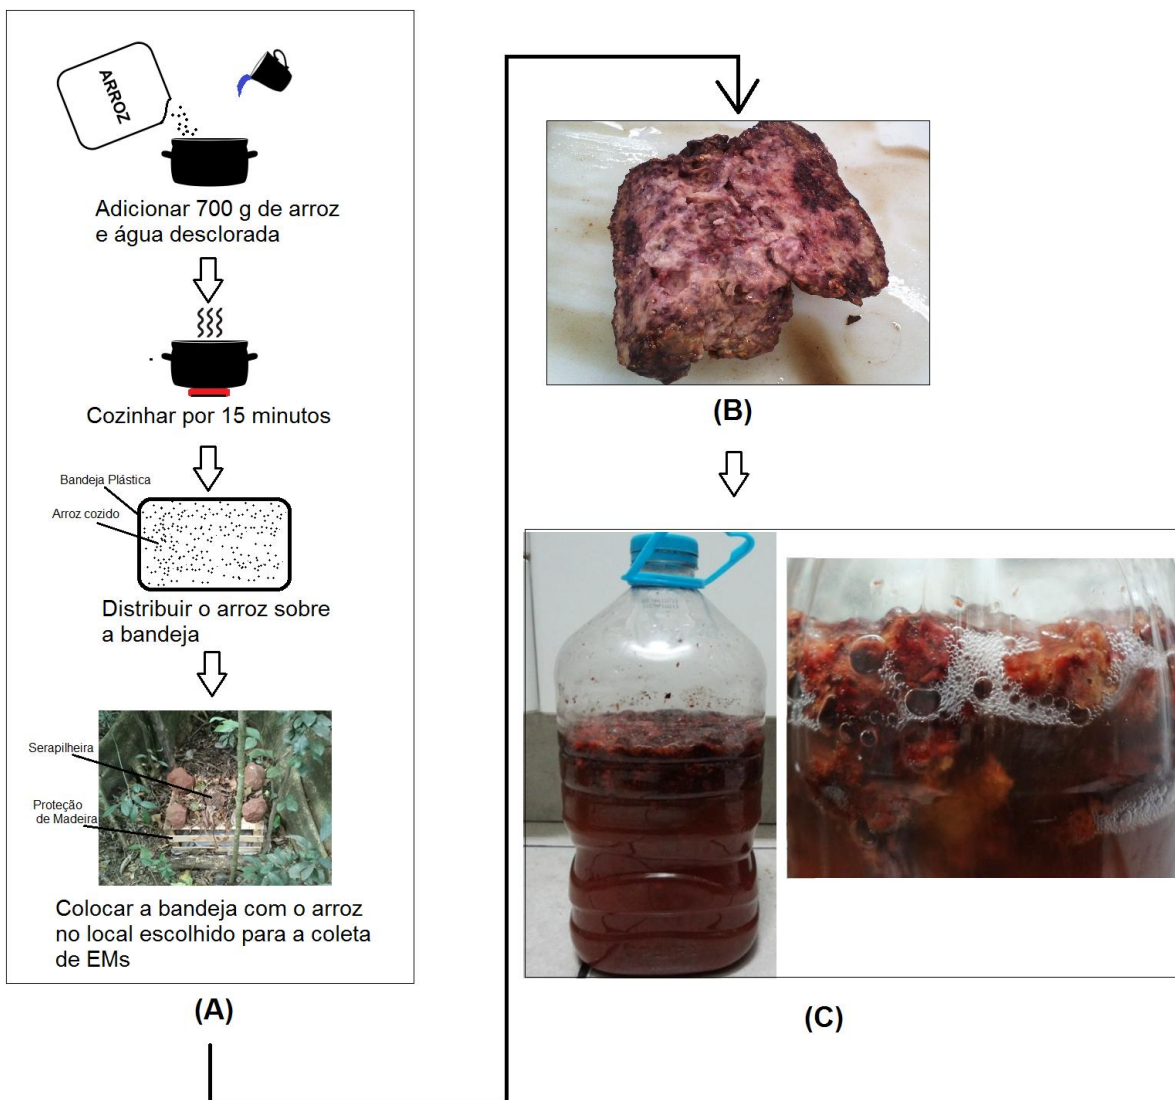 ARROZ
Adicionar 700 g de arroz
e água desclorada
Cozinhar por 15 minutos
Bandeja Plástica
Arroz cozido
Distribuir o arroz sobre
a bandeja
Serapilheira
Proteção
de Madeira
Colocar a bandeja com o arroz
no local escolhido para a coleta
de EMs
(A)
(B)
(C)